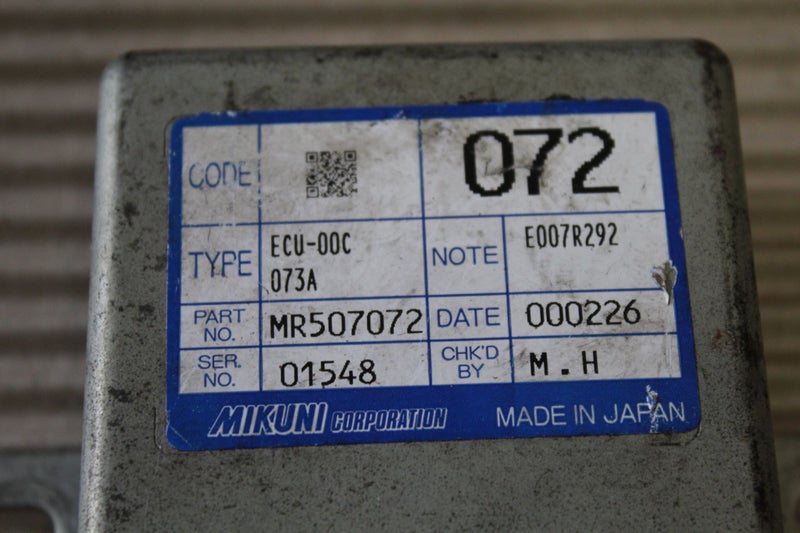 CODE 072
TYPE ECU-00C NOTE E007R292
073A
PART NO. MR507072 DATE 000226
SER. NO. 01548 CHK'D BY M.H
MIKUNI CORPORATION MADE IN JAPAN